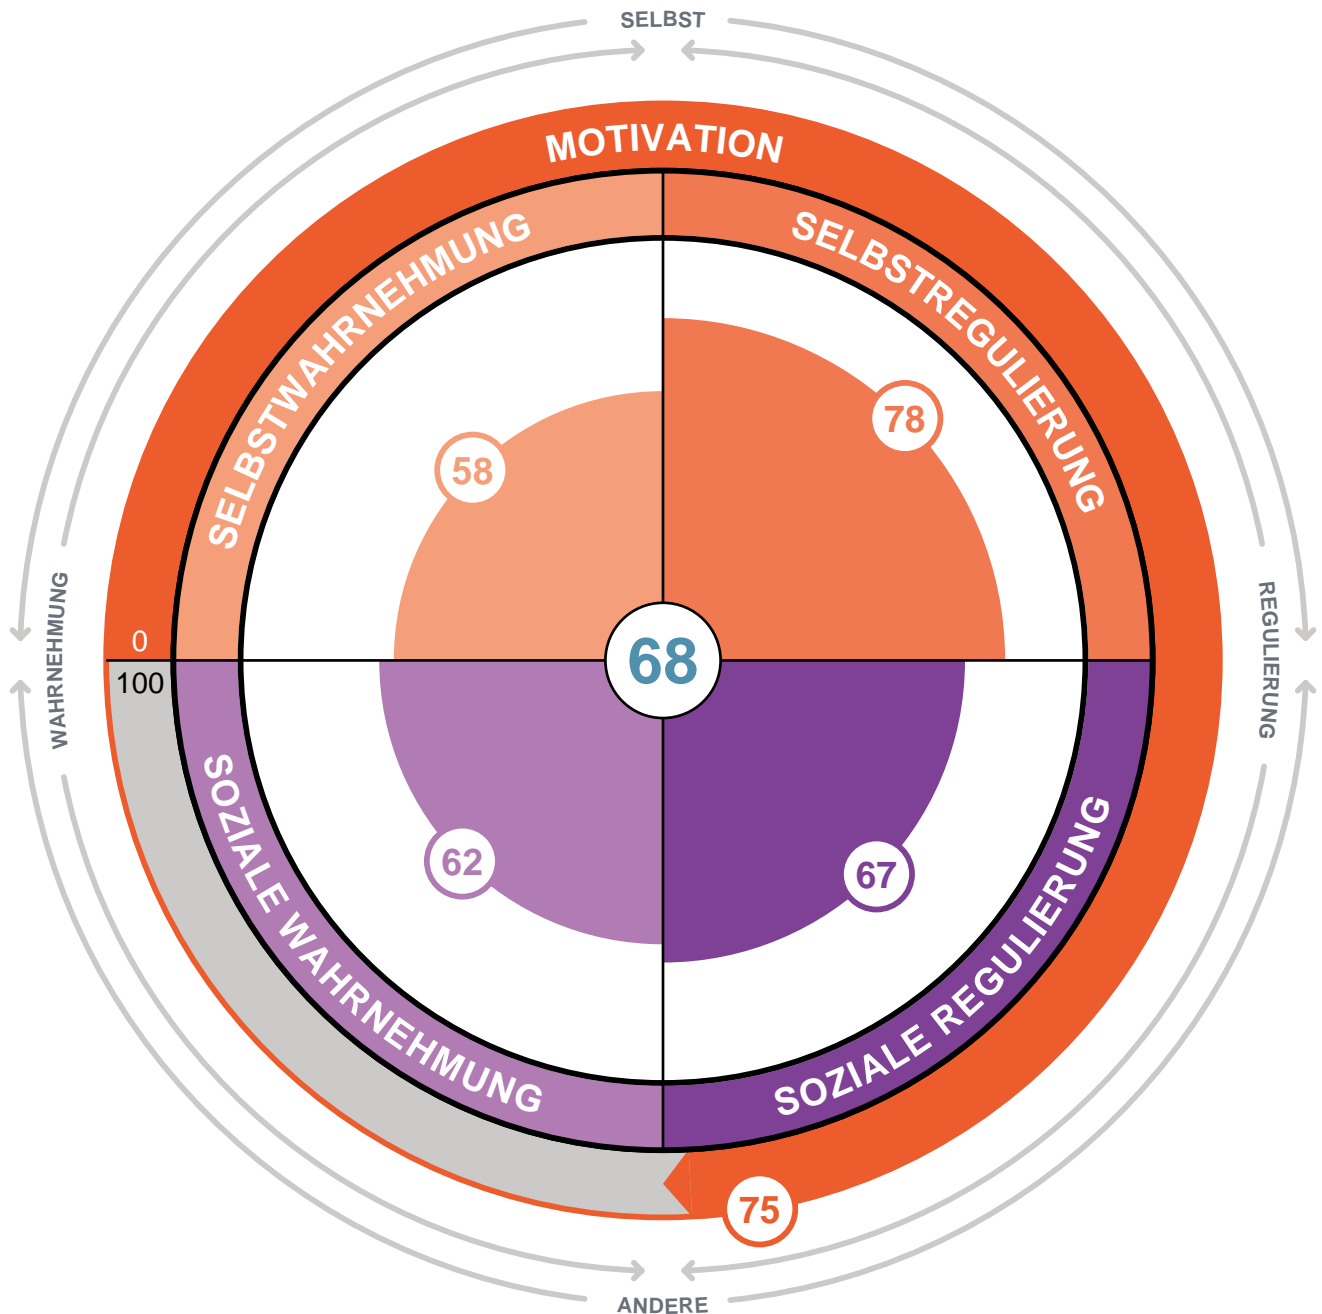 SELBST
MOTIVATION
SELBSTWAHRNEHMUNG
SELBSTREGULIERUNG
58
78
WAHRNEHMUNG
REGULIERUNG
0
100
68
62
67
SOZIALE WAHRNEHMUNG
SOZIALE REGULIERUNG
75
ANDERE